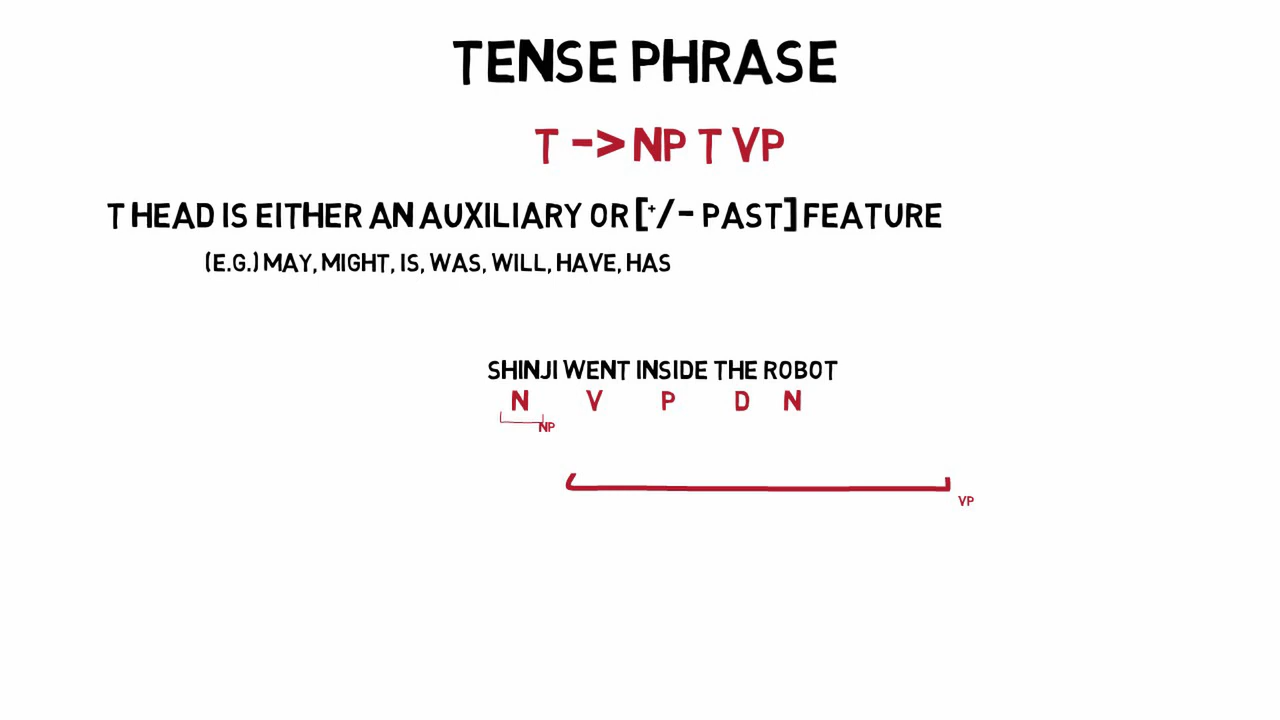 TENSE PHRASE
T -> NP T VP
T HEAD IS EITHER AN AUXILIARY OR [+/- PAST] FEATURE
(E.G.) MAY, MIGHT, IS, WAS, WILL, HAVE, HAS
SHINJI WENT INSIDE THE ROBOT
N V P D N
NP
VP